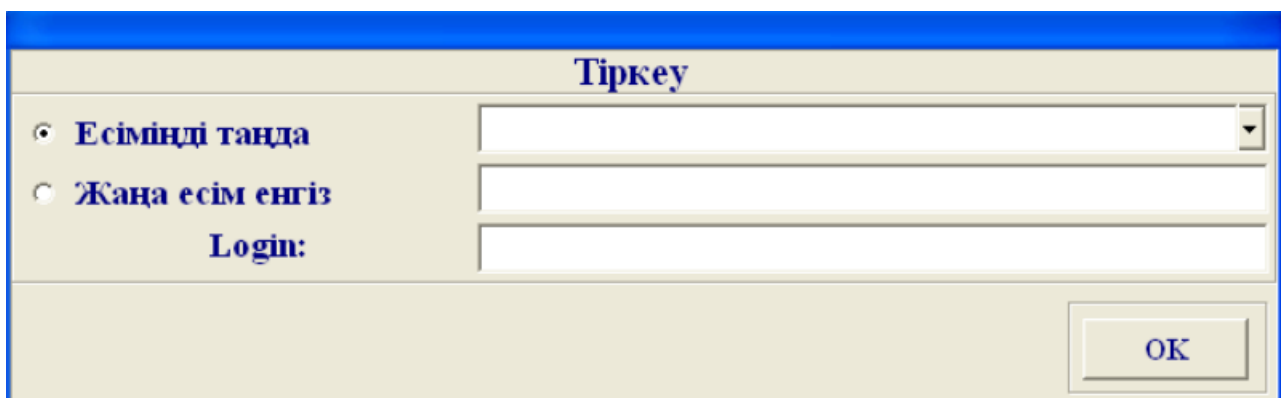 Тіркеу
Есіміңді таңда
Жаңа есім енгіз
Login:
OK